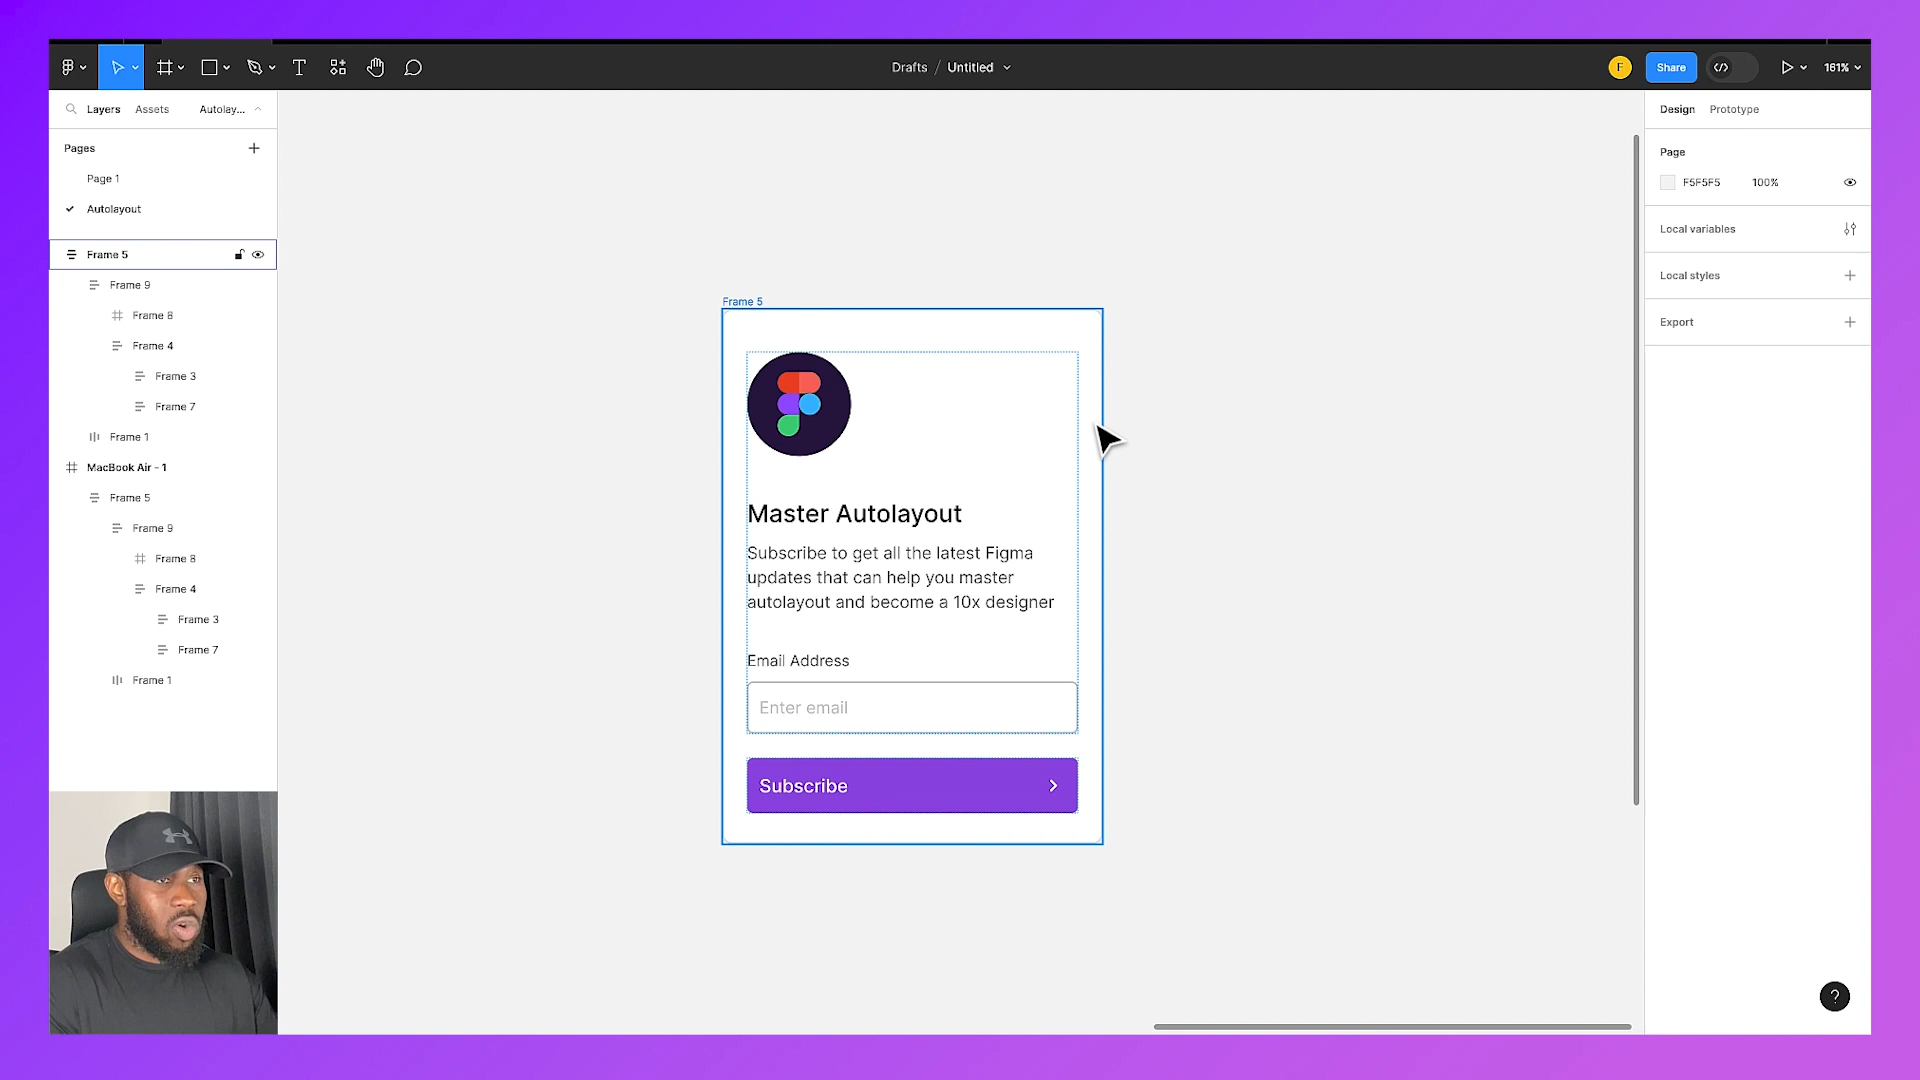 Drafts / Untitled
F
Share
161%
Layers
Assets
Autolay...
Pages
Page 1
Autolayout
Frame 5
Frame 9
Frame 8
Frame 4
Frame 3
Frame 7
Frame 1
MacBook Air - 1
Frame 5
Frame 9
Frame 8
Frame 4
Frame 3
Frame 7
Frame 1
Frame 5
Master Autolayout
Subscribe to get all the latest Figma
updates that can help you master
autolayout and become a 10x designer
Email Address
Enter email
Subscribe
Design
Prototype
Page
F5F5F5
100%
Local variables
Local styles
Export
?